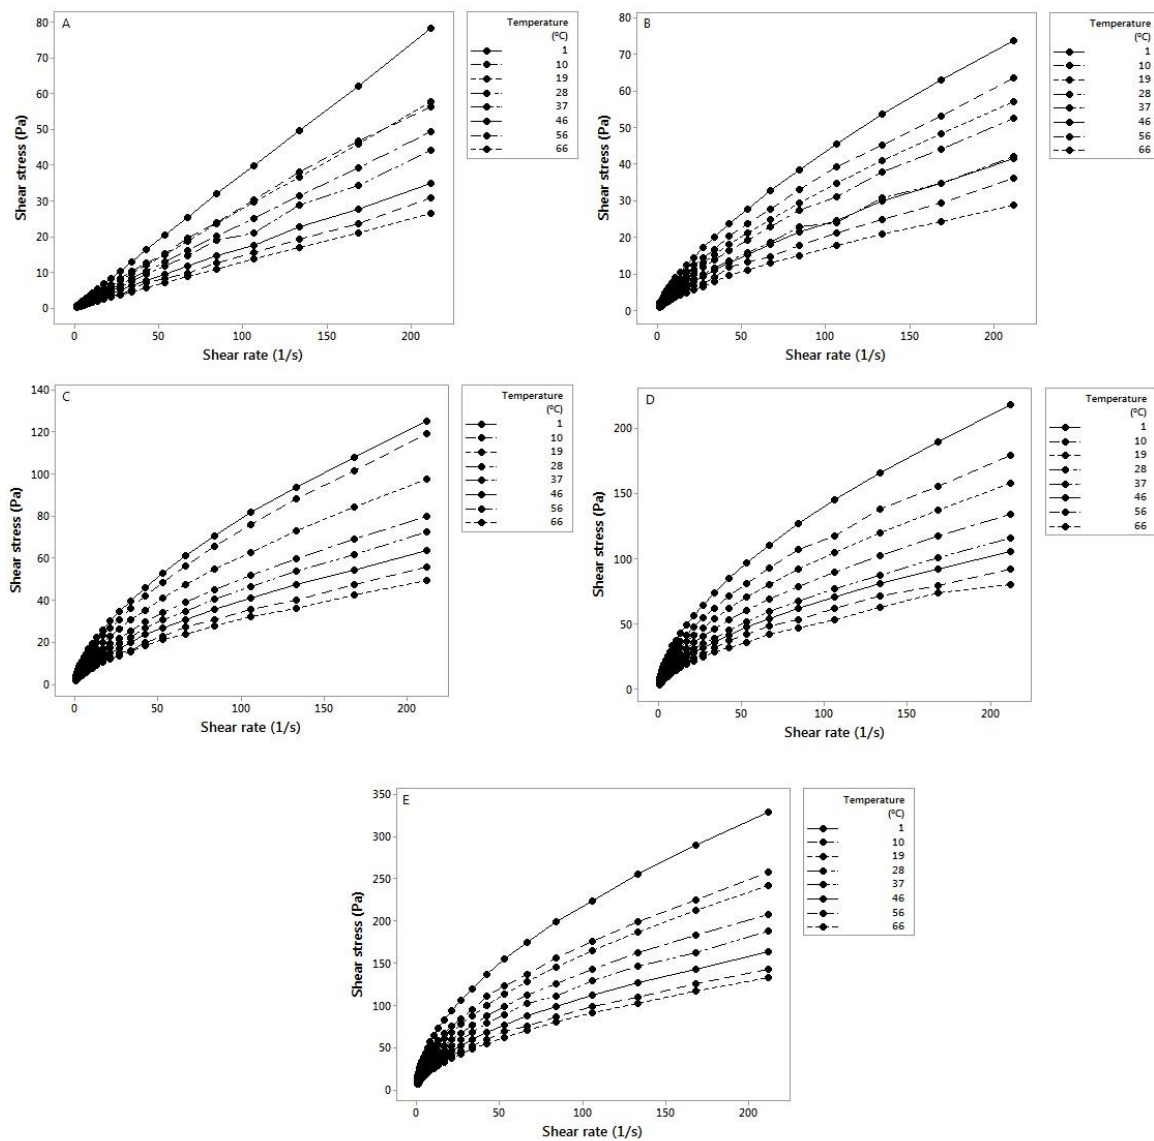 A
80
70
60
50
40
30
20
10
0
Shear stress (Pa)
0 50 100 150 200
Shear rate (1/s)
Temperature
(ºC)
1
10
19
28
37
46
56
66
B
80
70
60
50
40
30
20
10
0
Shear stress (Pa)
0 50 100 150 200
Shear rate (1/s)
Temperature
(ºC)
1
10
19
28
37
46
56
66
C
140
120
100
80
60
40
20
0
Shear stress (Pa)
0 50 100 150 200
Shear rate (1/s)
Temperature
(ºC)
1
10
19
28
37
46
56
66
D
200
150
100
50
0
Shear stress (Pa)
0 50 100 150 200
Shear rate (1/s)
Temperature
(ºC)
1
10
19
28
37
46
56
66
E
350
300
250
200
150
100
50
0
Shear stress (Pa)
0 50 100 150 200
Shear rate (1/s)
Temperature
(ºC)
1
10
19
28
37
46
56
66